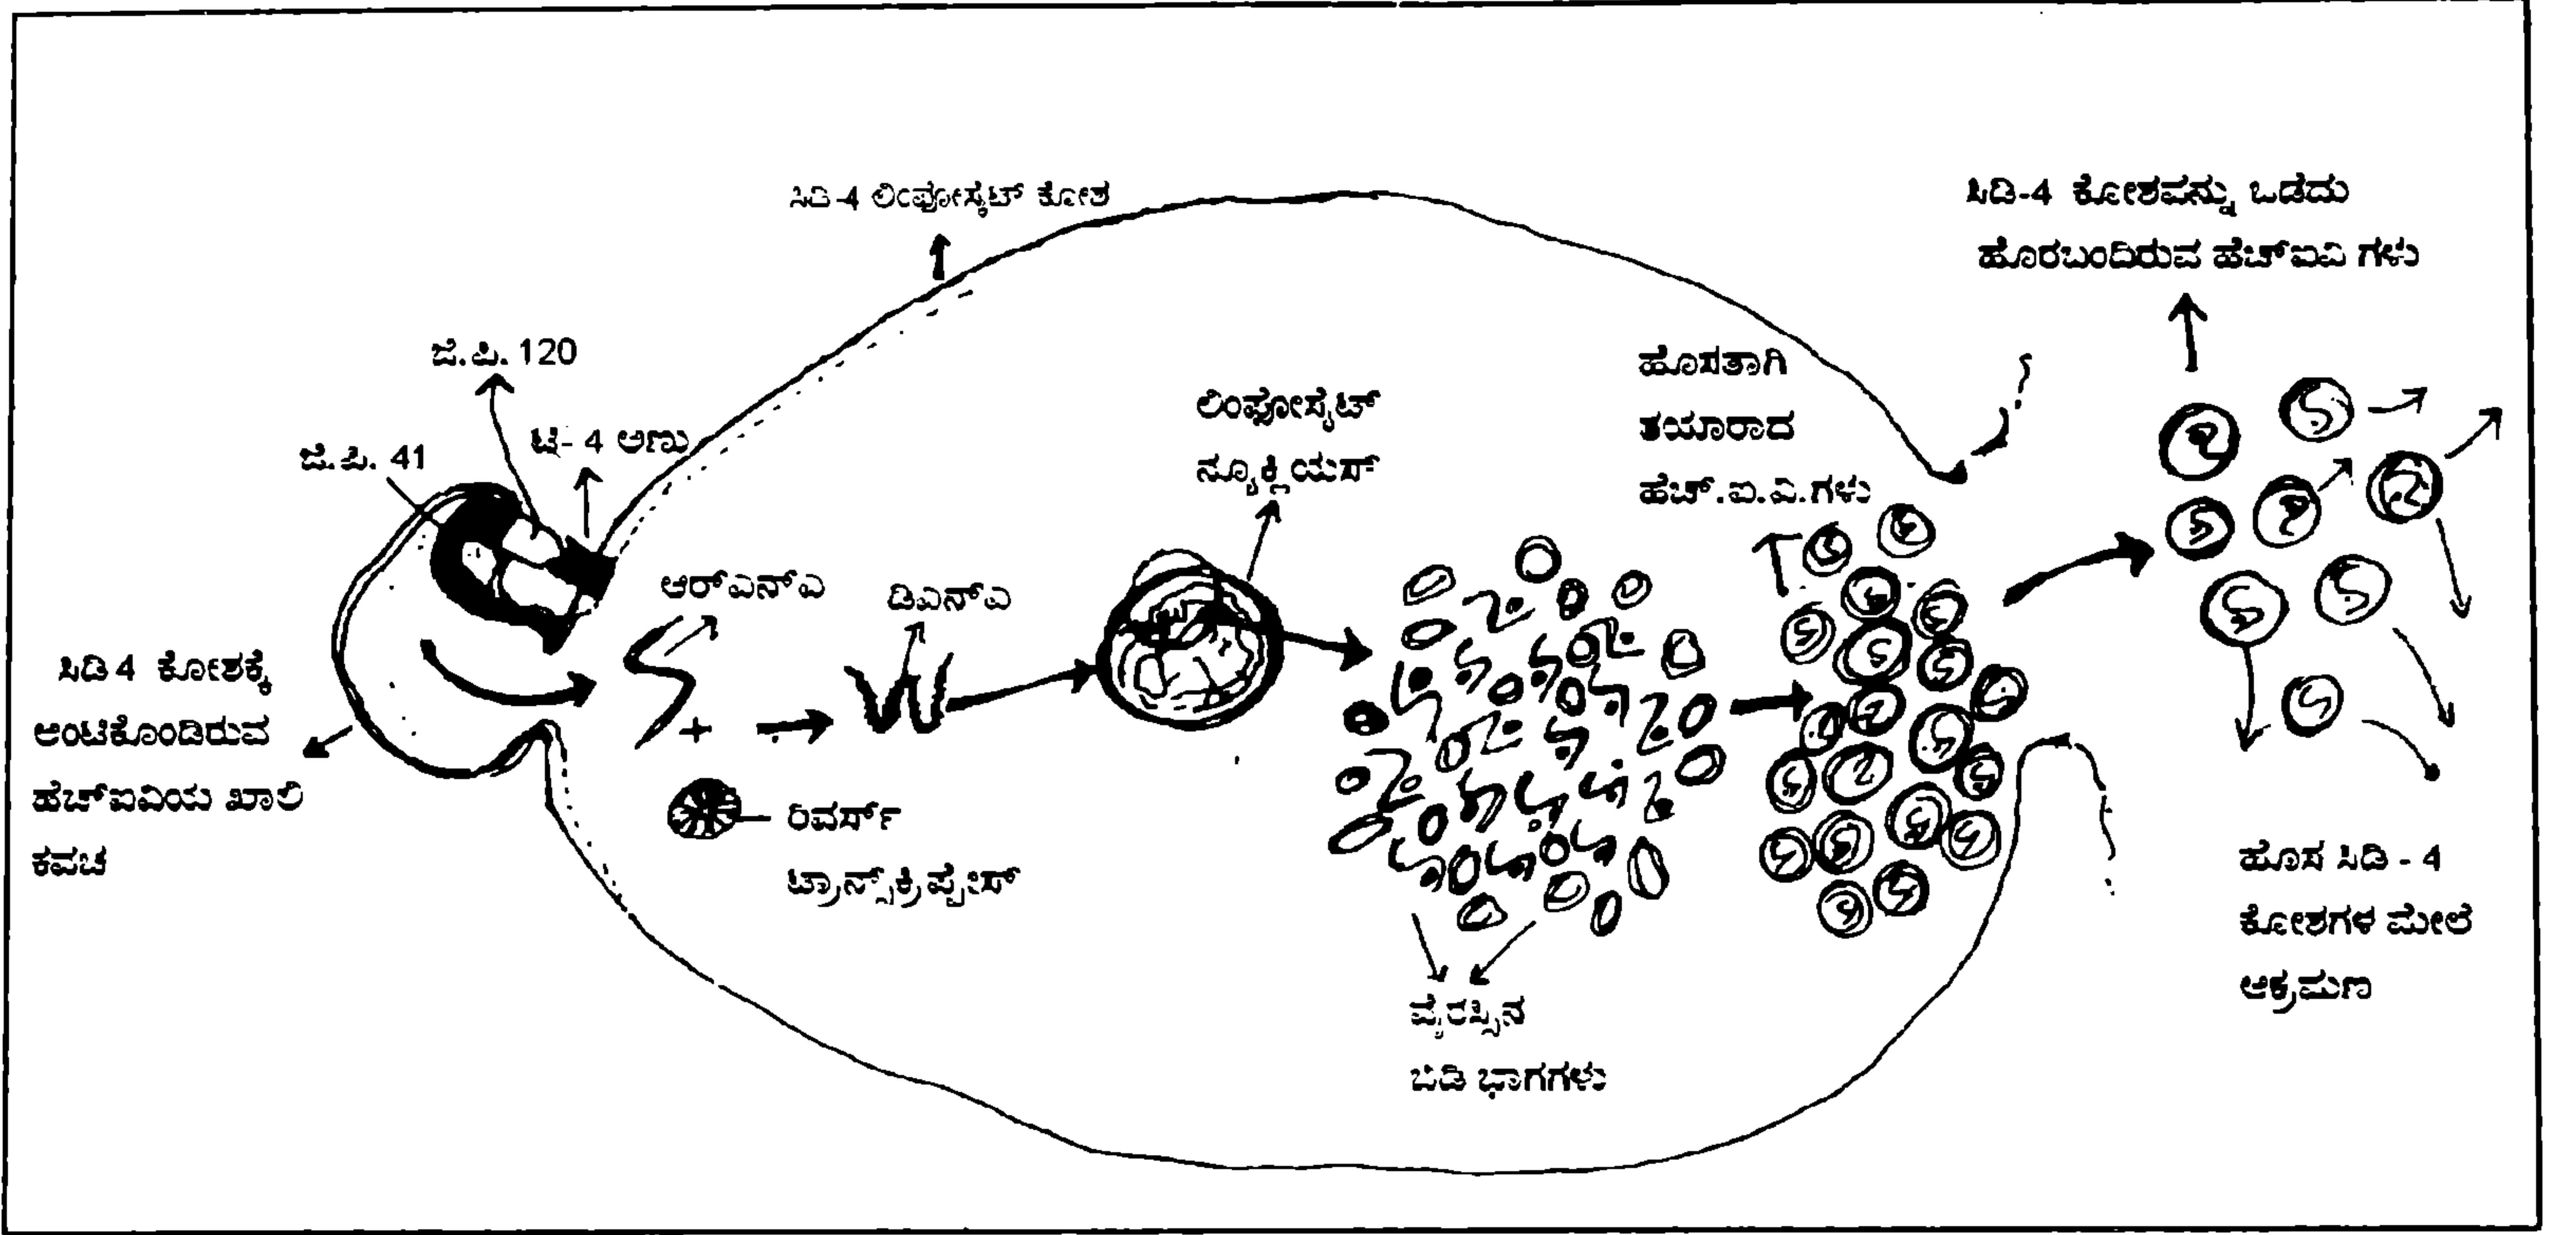 ಸಿಡಿ-4 ಲಿಂಫೋಸೈಟ್ ಕೋಶ
ಸಿಡಿ-4 ಕೋಶವನ್ನು ಒಡೆದು
ಹೊರಬಂದಿರುವ ಹೆಚ್ಐವಿ ಗಳು
ಜಿ.ಪಿ. 120
ಜಿ.ಪಿ. 41
ಟಿ- 4 ಅಣು
ಲಿಂಫೋಸೈಟ್
ನ್ಯೂಕ್ಲಿಯಸ್
ಹೊಸತಾಗಿ
ತಯಾರಾದ
ಹೆಚ್.ಐ.ವಿ.ಗಳು
ಆರ್ಎನ್ಎ
ಡಿಎನ್ಎ
ಸಿಡಿ 4 ಕೋಶಕ್ಕೆ
ಅಂಟಿಕೊಂಡಿರುವ
ಹೆಚ್ಐವಿಯ ಖಾಲಿ
ಕವಚ
ರಿವರ್ಸ್
ಟ್ರಾನ್ಸ್‌ಕ್ರಿಪ್ಟೇಸ್
ವೈರಸ್ಸಿನ
ಬಿಡಿ ಭಾಗಗಳು
ಹೊಸ ಸಿಡಿ - 4
ಕೋಶಗಳ ಮೇಲೆ
ಆಕ್ರಮಣ